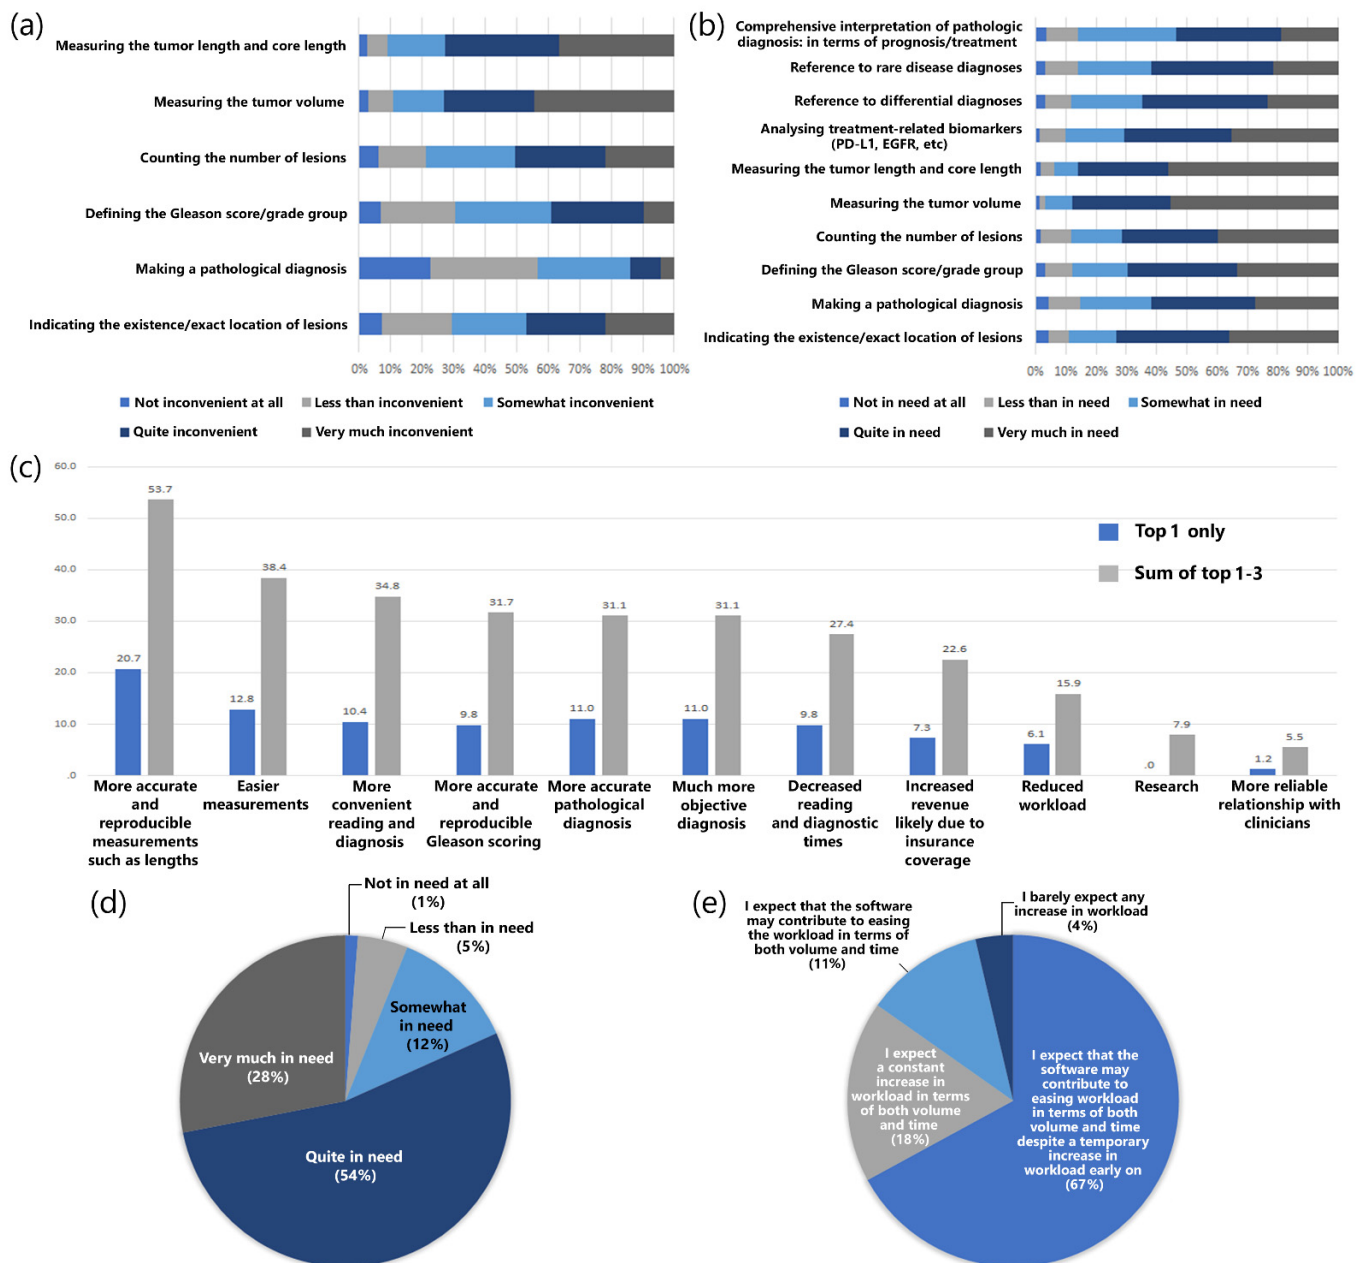 (a)
Measuring the tumor length and core length
Measuring the tumor volume
Counting the number of lesions
Defining the Gleason score/grade group
Making a pathological diagnosis
Indicating the existence/exact location of lesions
0% 10% 20% 30% 40% 50% 60% 70% 80% 90% 100%
Not inconvenient at all
Less than inconvenient
Somewhat inconvenient
Quite inconvenient
Very much inconvenient
(b)
Comprehensive interpretation of pathologic
diagnosis: in terms of prognosis/treatment
Reference to rare disease diagnoses
Reference to differential diagnoses
Analysing treatment-related biomarkers
(PD-L1, EGFR, etc)
Measuring the tumor length and core length
Measuring the tumor volume
Counting the number of lesions
Defining the Gleason score/grade group
Making a pathological diagnosis
Indicating the existence/exact location of lesions
0% 10% 20% 30% 40% 50% 60% 70% 80% 90% 100%
Not in need at all
Less than in need
Somewhat in need
Quite in need
Very much in need
(c)
60.0
50.0
40.0
30.0
20.0
10.0
.0
Top 1 only
Sum of top 1-3
20.7
53.7
12.8
38.4
10.4
34.8
9.8
31.7
11.0
31.1
11.0
31.1
9.8
27.4
7.3
22.6
6.1
15.9
.0
7.9
1.2
5.5
More accurate
and
reproducible
measurements
such as lengths
Easier
measurements
More
convenient
reading and
diagnosis
More accurate
and
reproducible
Gleason scoring
More accurate
pathological
diagnosis
Much more
objective
diagnosis
Decreased
reading
and diagnostic
times
Increased
revenue
likely due to
insurance
coverage
Reduced
workload
Research
More reliable
relationship with
clinicians
(d)
Not in need at all
(1%)
Less than in need
(5%)
Somewhat
in need
(12%)
Very much in need
(28%)
Quite in need
(54%)
(e)
I barely expect any
increase in workload
(4%)
I expect that the software
may contribute to easing
the workload in terms of
both volume and time
(11%)
I expect
a constant
increase in
workload in terms
of both volume
and time
(18%)
I expect that the
software may
contribute to
easing workload
in terms of both
volume and time
despite a temporary
increase in
workload early on
(67%)